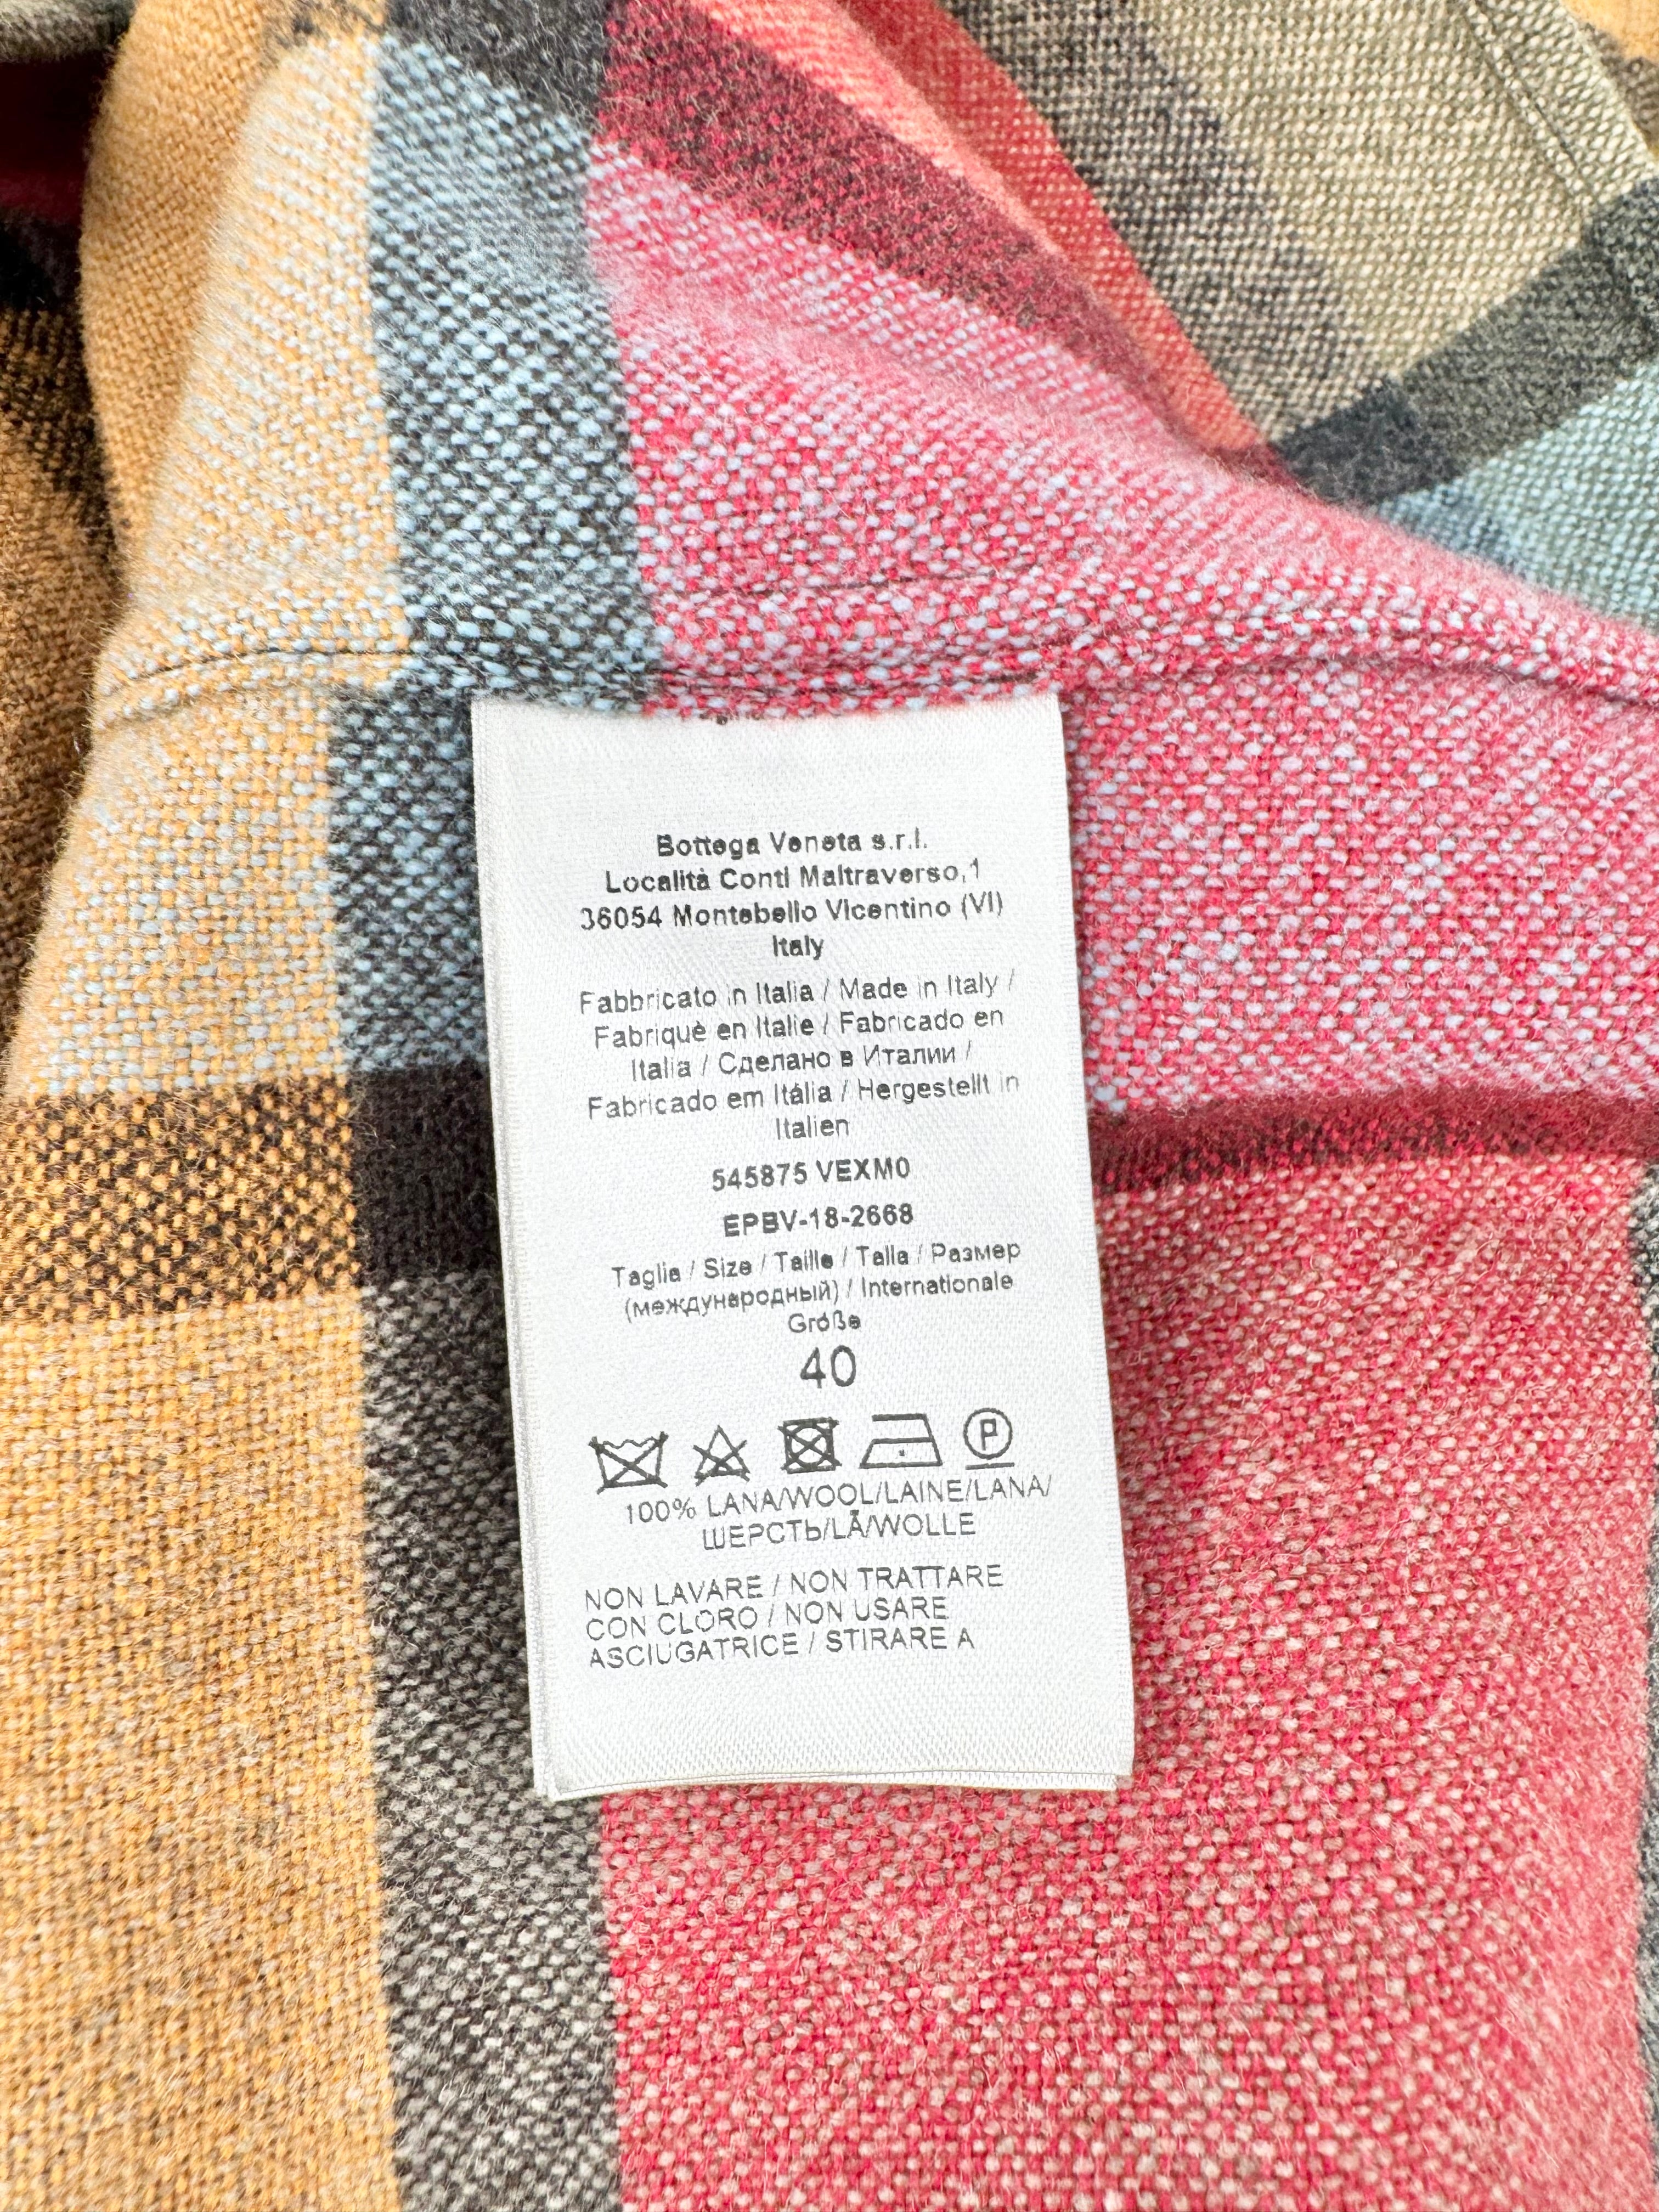 Bottega Veneta s.r.l.
Località Conti Maltraverso,1
36054 Montebello Vicentino (VI)
Italy
Fabbricato in Italia / Made in Italy /
Fabriquè en Italie / Fabricado en
Italia / Сделано в Италии /
Fabricado em Itália / Hergestellt in
Italien
545875 VEXM0
EPBV-18-2668
Taglia / Size / Taille / Talla / Размер
(международный) / Internationale
Größe
40
P
100% LANA/WOOL/LAINE/LANA/
ШЕРСТЬ/LÃ/WOLLE
NON LAVARE / NON TRATTARE
CON CLORO / NON USARE
ASCIUGATRICE / STIRARE A